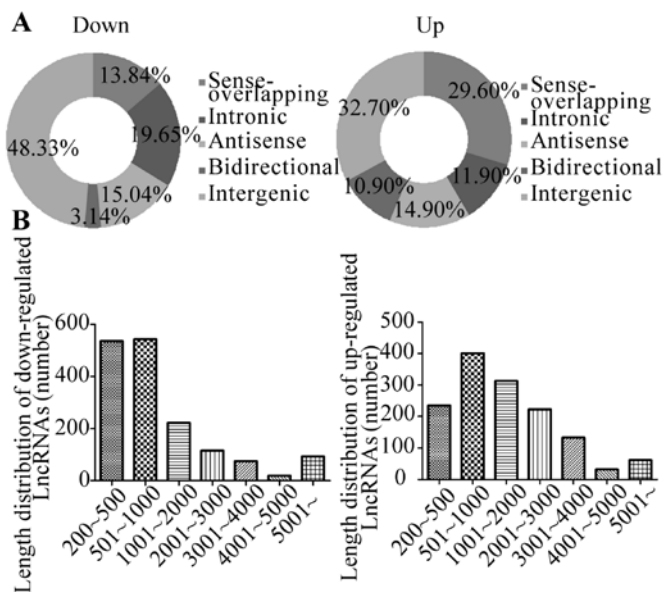 A
Down
13.84%
19.65%
15.04%
3.14%
48.33%
Sense-
overlapping
Intronic
Antisense
Bidirectional
Intergenic
Up
29.60%
11.90%
14.90%
10.90%
32.70%
Sense-
overlapping
Intronic
Antisense
Bidirectional
Intergenic
B
Length distribution of down-regulated
LncRNAs (number)
600
400
200
0
200~500
501~1000
1001~2000
2001~3000
3001~4000
4001~5000
5001~
Length distribution of up-regulated
LncRNAs (number)
500
400
300
200
100
0
200~500
501~1000
1001~2000
2001~3000
3001~4000
4001~5000
5001~